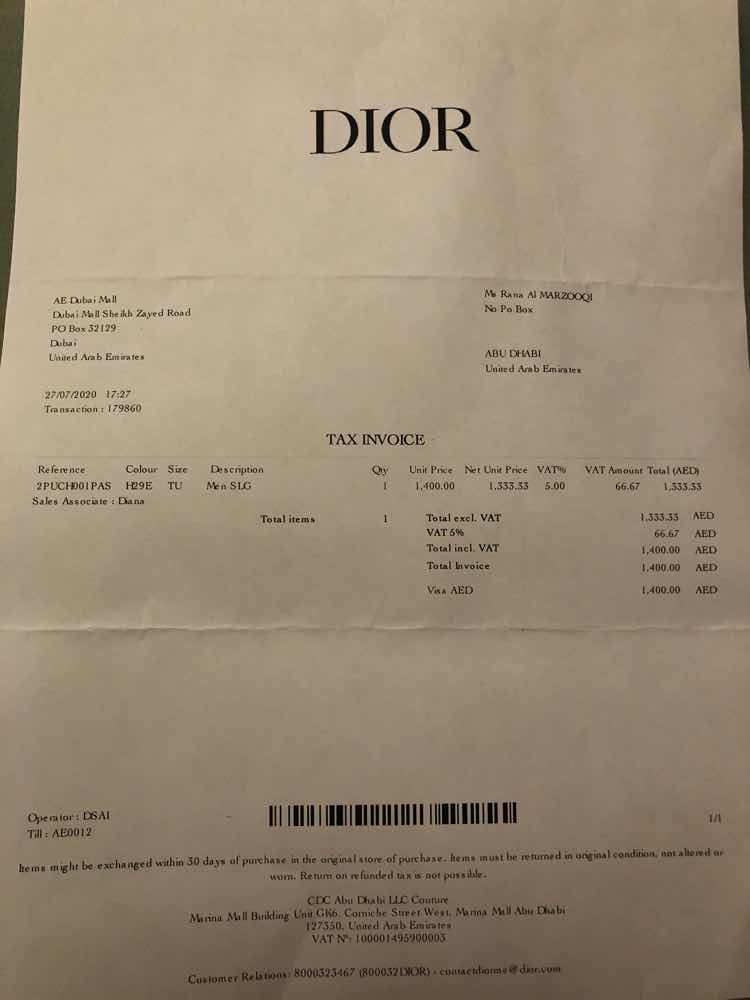 DIOR
AE Dubai Mall
Dubai Mall Sheikh Zayed Road
PO Box 32129
Dubai
United Arab Emirates
Ms Rana Al MARZOOQI
No Po Box
ABU DHABI
United Arab Emirates
27/07/2020 17:27
Transaction : 179860
TAX INVOICE
Reference Colour Size Description Qty Unit Price Net Unit Price VAT% VAT Amount Total (AED)
2PUCH001PAS H29E TU Men SLG 1 1,400.00 1,333.33 5.00 66.67 1,333.33
Sales Associate : Diana
Total items 1 Total excl. VAT 1,333.33 AED
VAT 5% 66.67 AED
Total incl. VAT 1,400.00 AED
Total Invoice 1,400.00 AED
Visa AED 1,400.00 AED
Operator : DSAI
Till : AE0012
1/1
Items might be exchanged within 30 days of purchase in the original store of purchase. Items must be returned in original condition, not altered or
worn. Return on refunded tax is not possible.
CDC Abu Dhabi LLC Couture
Marina Mall Building Unit GK6, Corniche Street West, Marina Mall Abu Dhabi
127350, United Arab Emirates
VAT N°: 100001495900003
Customer Relations: 8000323467 (800032DIOR) - contactdiorme@dior.com